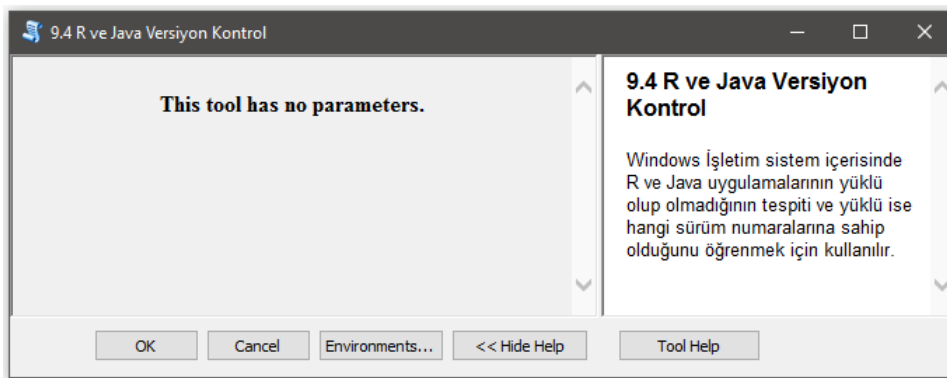 9.4 R ve Java Versiyon Kontrol
This tool has no parameters.
9.4 R ve Java Versiyon
Kontrol
Windows İşletim sistem içerisinde
R ve Java uygulamalarının yüklü
olup olmadığının tespiti ve yüklü ise
hangi sürüm numaralarına sahip
olduğunu öğrenmek için kullanılır.
OK
Cancel
Environments...
<< Hide Help
Tool Help